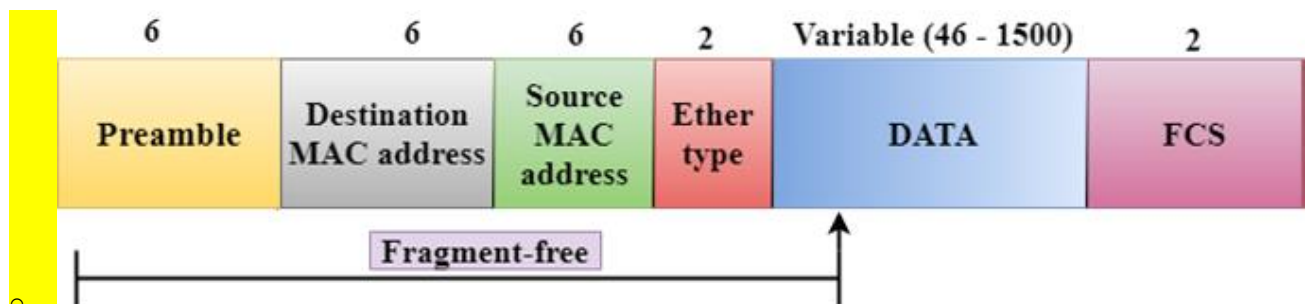 6 6 6 2 Variable (46 - 1500) 2
Preamble
Destination
MAC address
Source
MAC
address
Ether
type
DATA
FCS
Fragment-free